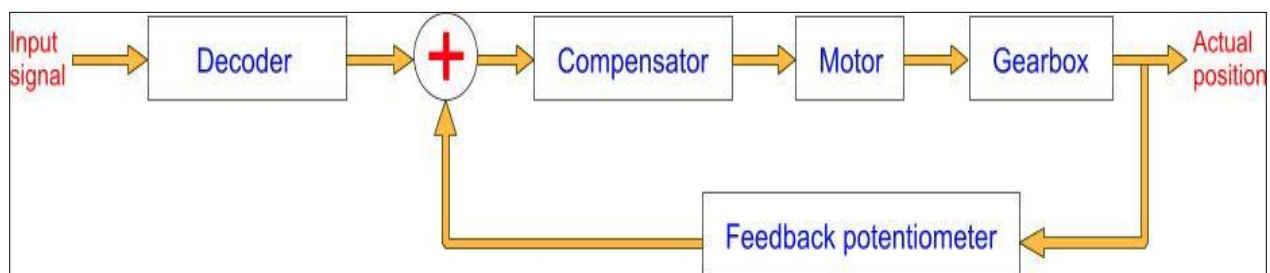 Input
signal
Decoder
+
Compensator
Motor
Gearbox
Actual
position
Feedback potentiometer